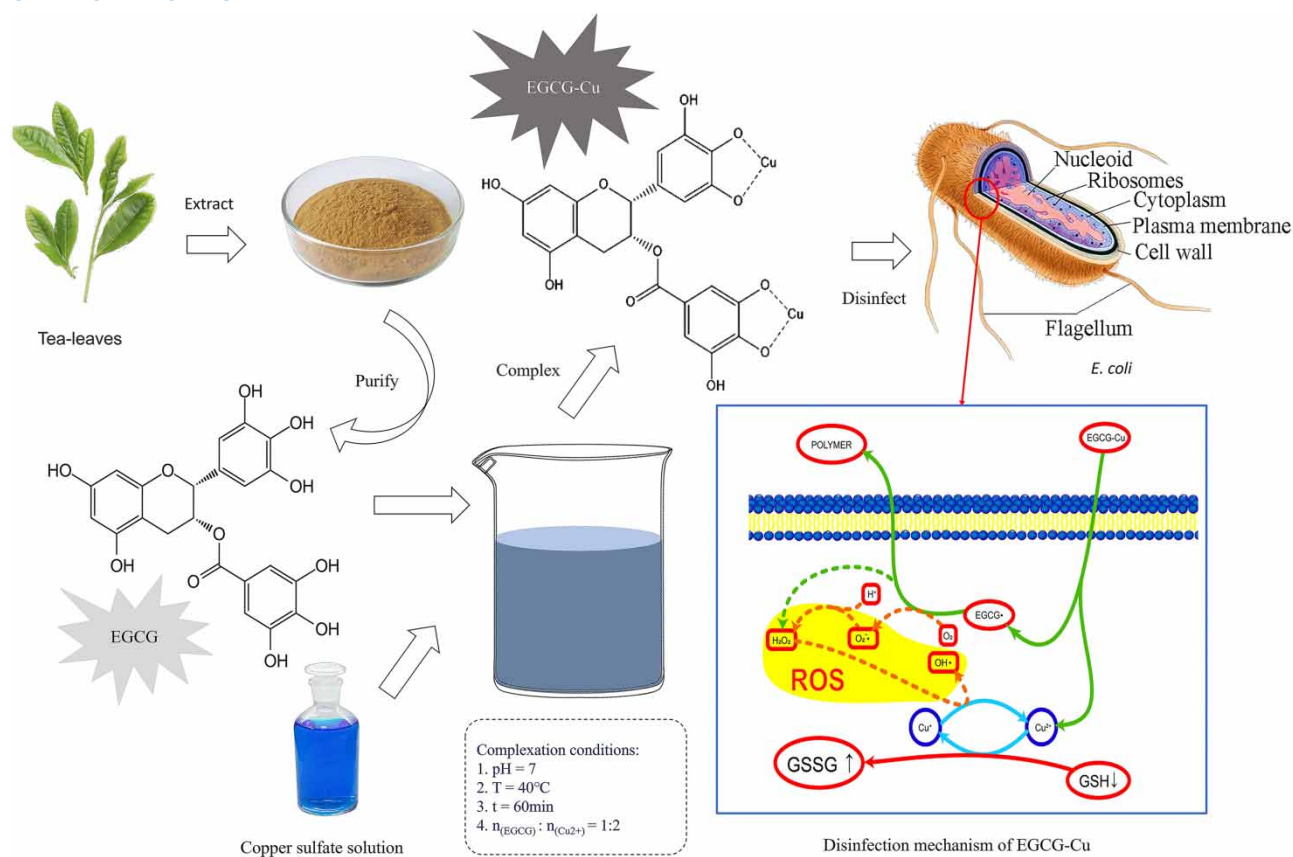 EGCG-Cu
OH
O
Cu
O
HO
O
OH
O
O
O
Cu
O
OH
Extract
Tea-leaves
Purify
Complex
Disinfect
Nucleoid
Ribosomes
Cytoplasm
Plasma membrane
Cell wall
Flagellum
E. coli
OH
OH
OH
HO
O
O
OH
O
OH
OH
OH
EGCG
Copper sulfate solution
Complexation conditions:
1. pH = 7
2. T = 40℃
3. t = 60min
4. n(EGCG) : n(Cu2+) = 1:2
POLYMER
EGCG-Cu
H⁺
EGCG•
H₂O₂
O₂⁻•
O₂
OH•
ROS
Cu⁺
Cu²⁺
GSSG ↑
GSH↓
Disinfection mechanism of EGCG-Cu